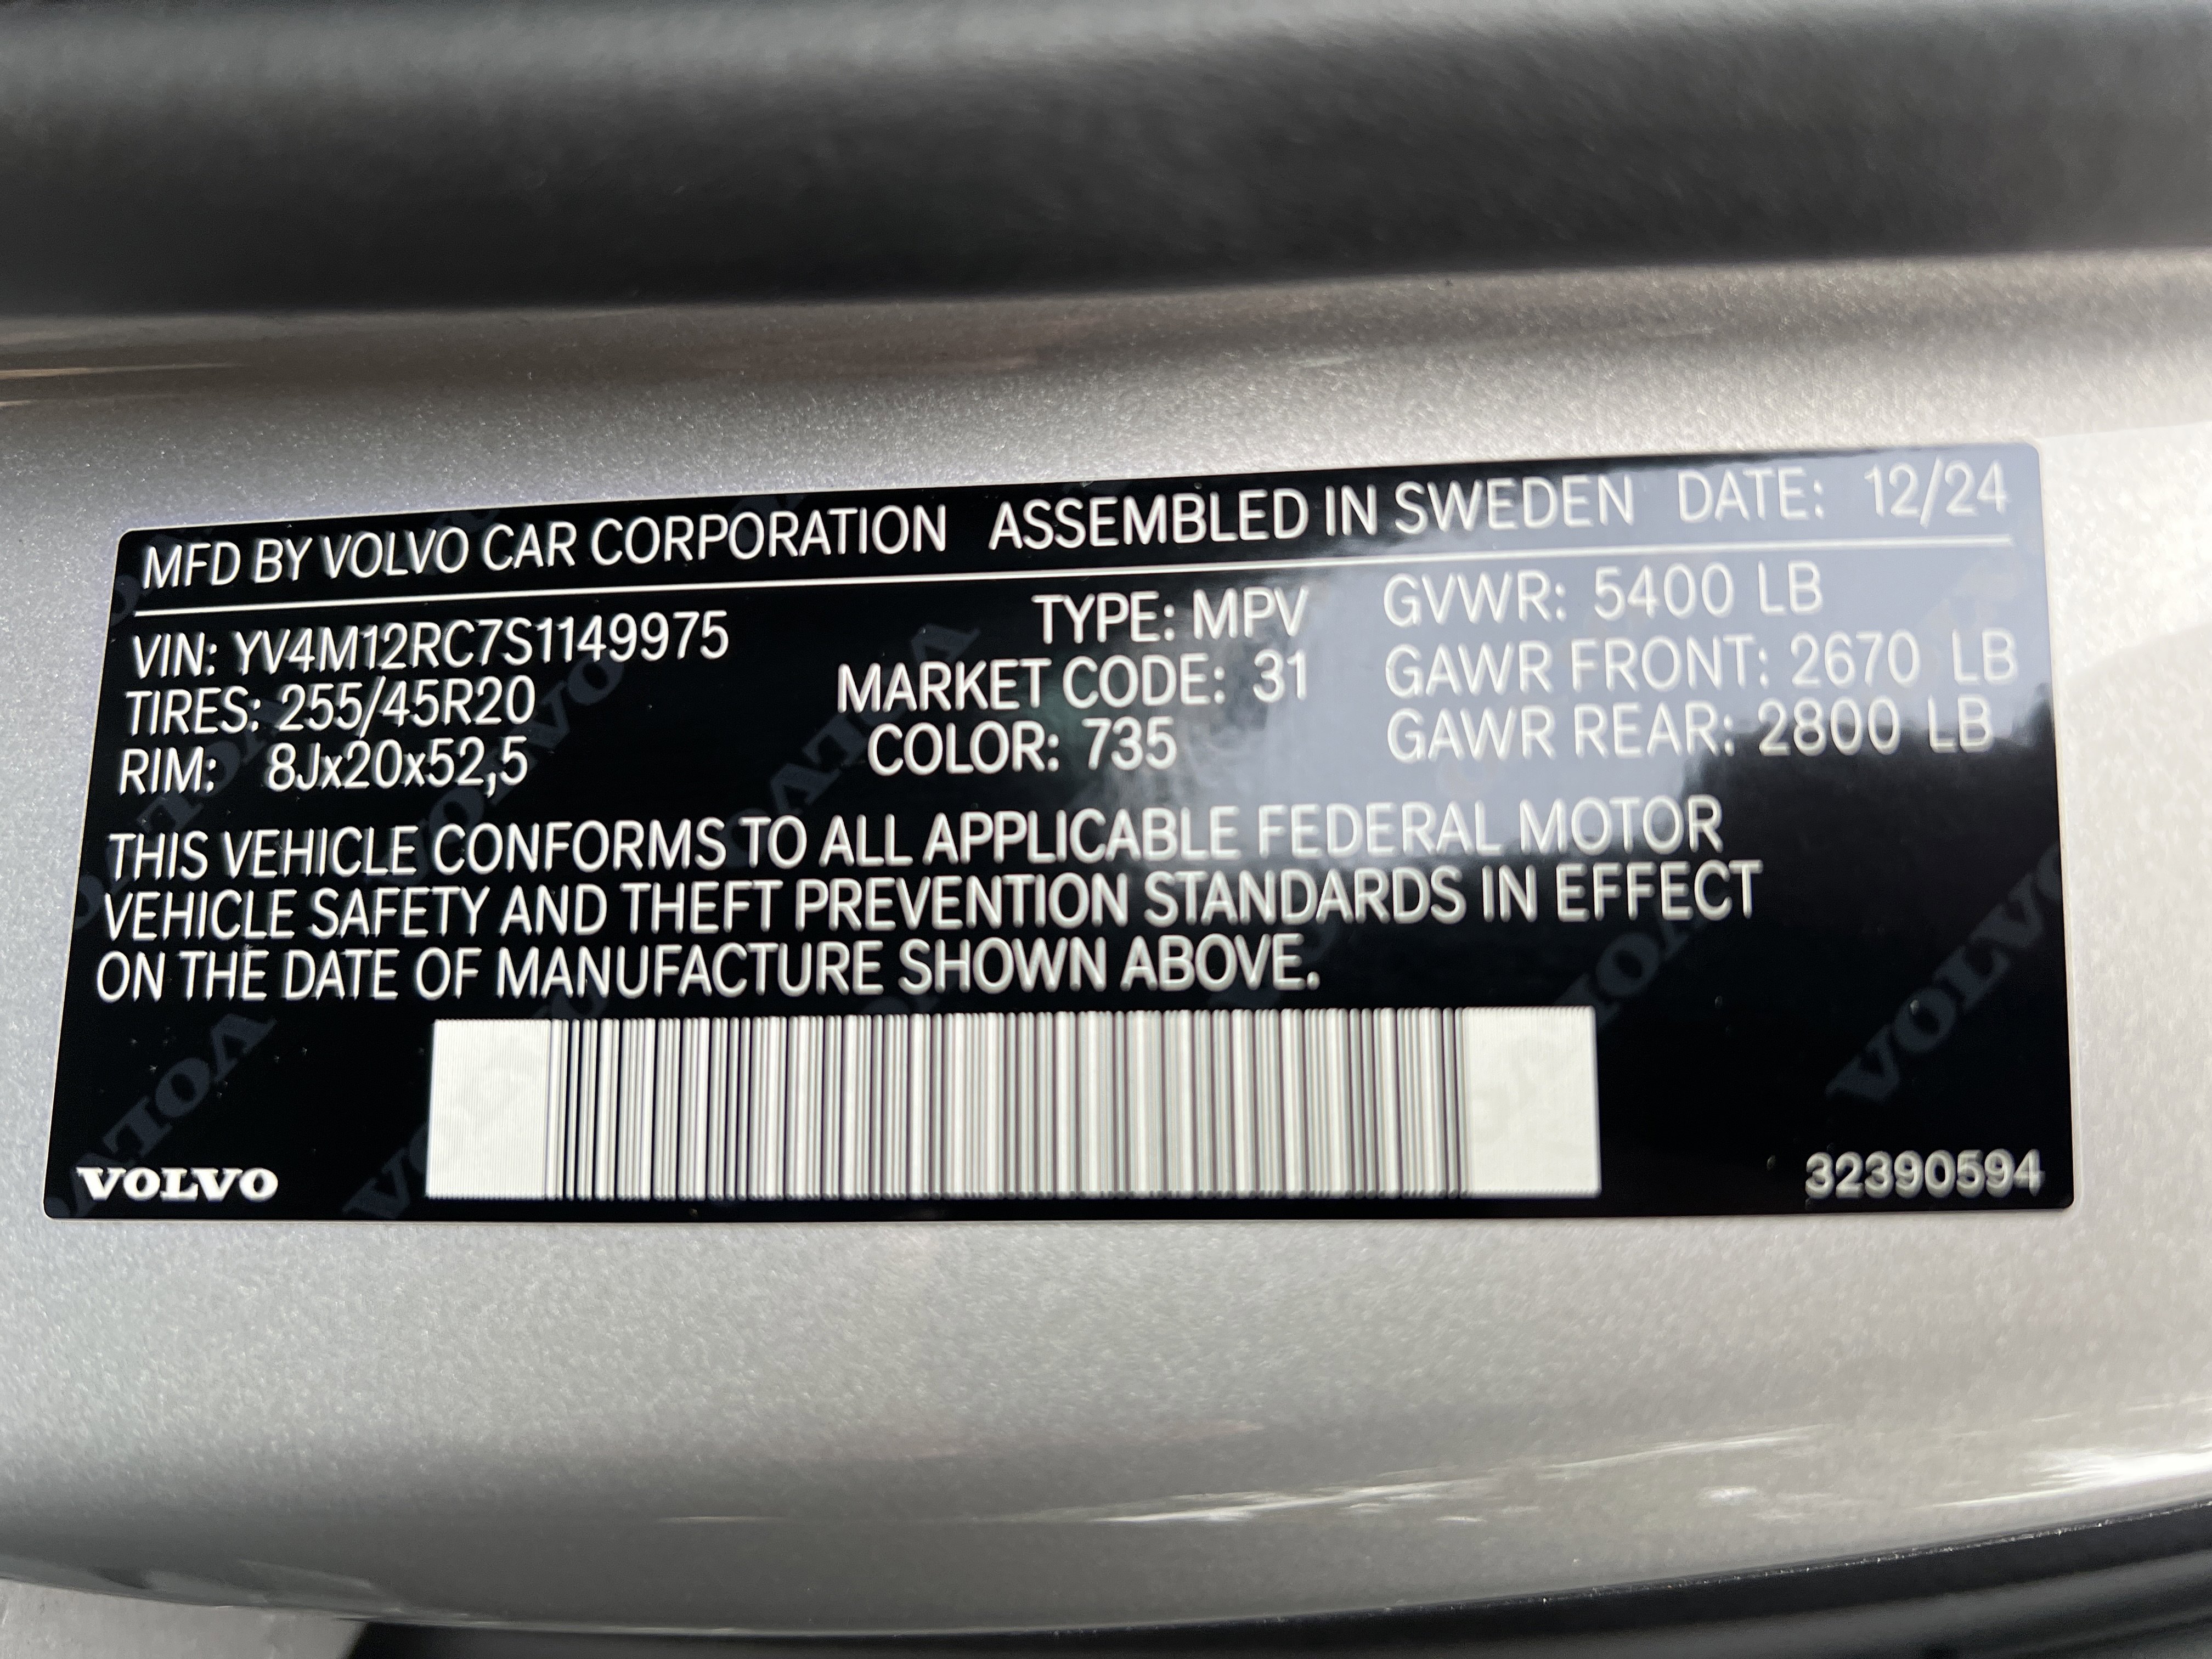 MFD BY VOLVO CAR CORPORATION ASSEMBLED IN SWEDEN DATE: 12/24
VIN: YV4M12RC7S1149975 TYPE: MPV GVWR: 5400 LB
TIRES: 255/45R20 MARKET CODE: 31 GAWR FRONT: 2670 LB
RIM: 8Jx20x52,5 COLOR: 735 GAWR REAR: 2800 LB
THIS VEHICLE CONFORMS TO ALL APPLICABLE FEDERAL MOTOR
VEHICLE SAFETY AND THEFT PREVENTION STANDARDS IN EFFECT
ON THE DATE OF MANUFACTURE SHOWN ABOVE.
VOLVO 32390594